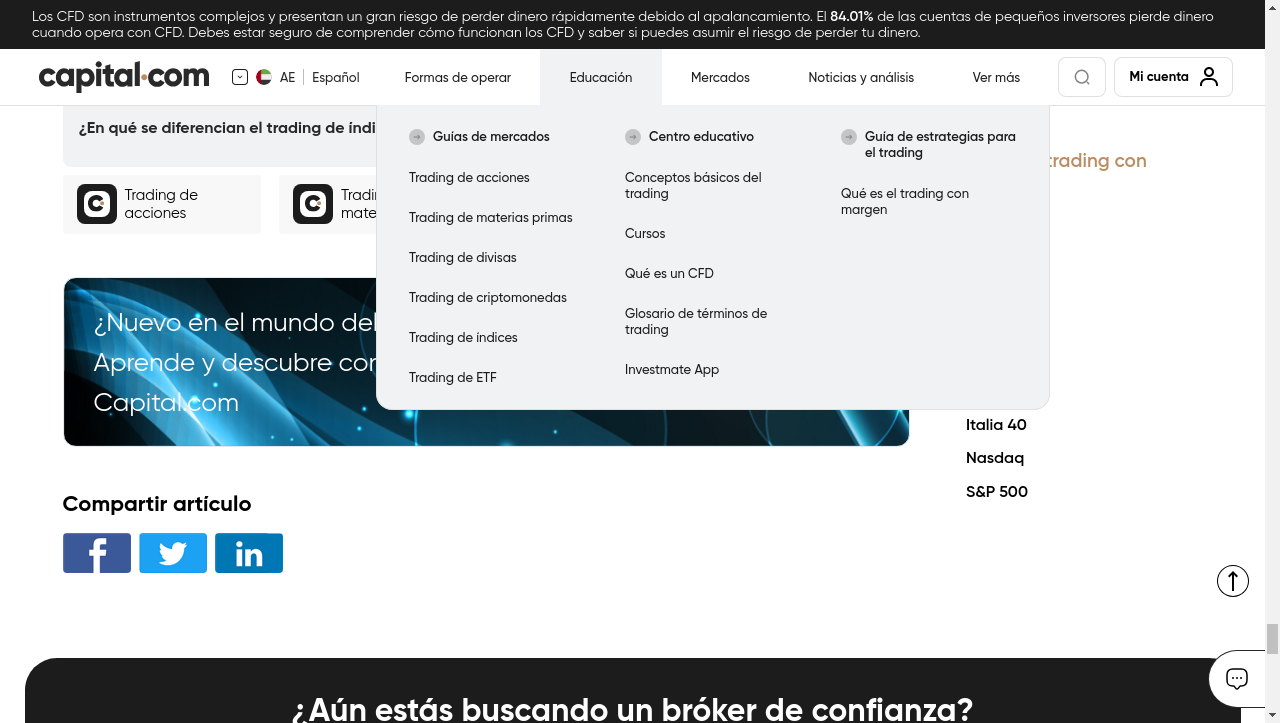 Los CFD son instrumentos complejos y presentan un gran riesgo de perder dinero rápidamente debido al apalancamiento. El 84.01% de las cuentas de pequeños inversores pierde dinero
cuando opera con CFD. Debes estar seguro de comprender cómo funcionan los CFD y saber si puedes asumir el riesgo de perder tu dinero.
capital.com
AE
Español
Formas de operar
Educación
Mercados
Noticias y análisis
Ver más
Mi cuenta
¿En qué se diferencian el trading de
Trading de
acciones
Guías de mercados
Trading de acciones
Trading de materias primas
Trading de divisas
Trading de criptomonedas
Trading de índices
Trading de ETF
Centro educativo
Conceptos básicos del
trading
Cursos
Qué es un CFD
Glosario de términos de
trading
Investmate App
Guía de estrategias para
el trading
Qué es el trading con
margen
trading con
¿Nuevo en el mundo del
Aprende y descubre
Capital.com
Italia 40
Nasdaq
S&P 500
Compartir artículo
¿Aún estás buscando un bróker de confianza?